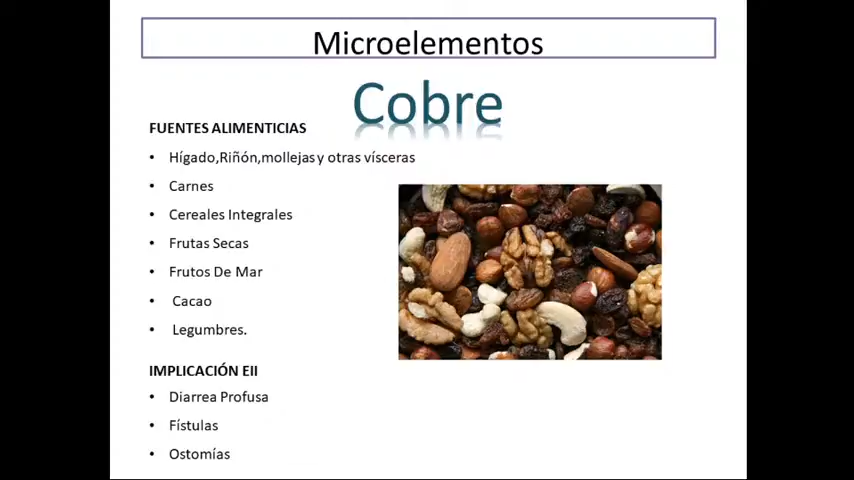 Microelementos
Cobre
FUENTES ALIMENTICIAS
• Hígado,Riñón,mollejas y otras vísceras
• Carnes
• Cereales Integrales
• Frutas Secas
• Frutos De Mar
• Cacao
• Legumbres.
IMPLICACIÓN EII
• Diarrea Profusa
• Fístulas
• Ostomías